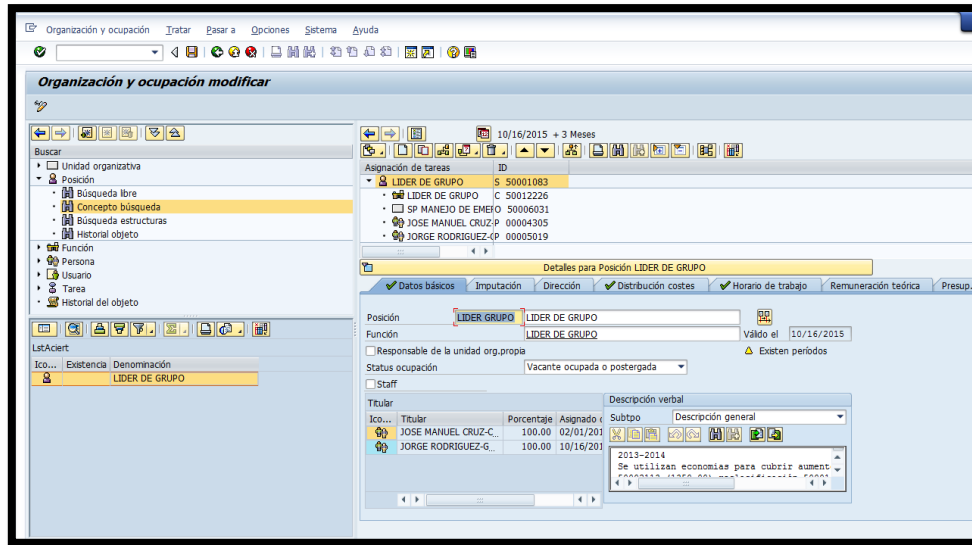 Organización y ocupación Tratar Pasar a Opciones Sistema Ayuda
Organización y ocupación modificar
10/16/2015 + 3 Meses
Buscar
Unidad organizativa
Posición
Búsqueda libre
Concepto búsqueda
Búsqueda estructuras
Historial objeto
Función
Persona
Usuario
Tarea
Historial del objeto
Asignación de tareas ID
LIDER DE GRUPO S 50001083
LIDER DE GRUPO C 50012226
SP MANEJO DE EMER O 50006031
JOSE MANUEL CRUZ- P 00004305
JORGE RODRIGUEZ-G P 00005019
Detalles para Posición LIDER DE GRUPO
Datos básicos Imputación Dirección Distribución costes Horario de trabajo Remuneración teórica Presup.
Posición LIDER GRUPO LIDER DE GRUPO
Función LIDER DE GRUPO Válido el 10/16/2015
Responsable de la unidad org.propia Existen períodos
Status ocupación Vacante ocupada o postergada
Staff
LstAciert
Ico... Existencia Denominación
LIDER DE GRUPO
Titular
Ico... Titular Porcentaje Asignado d
JOSE MANUEL CRUZ-C... 100.00 02/01/201
JORGE RODRIGUEZ-G... 100.00 10/16/201
Descripción verbal
Subtpo Descripción general
2013-2014
Se utilizan economias para cubrir aument